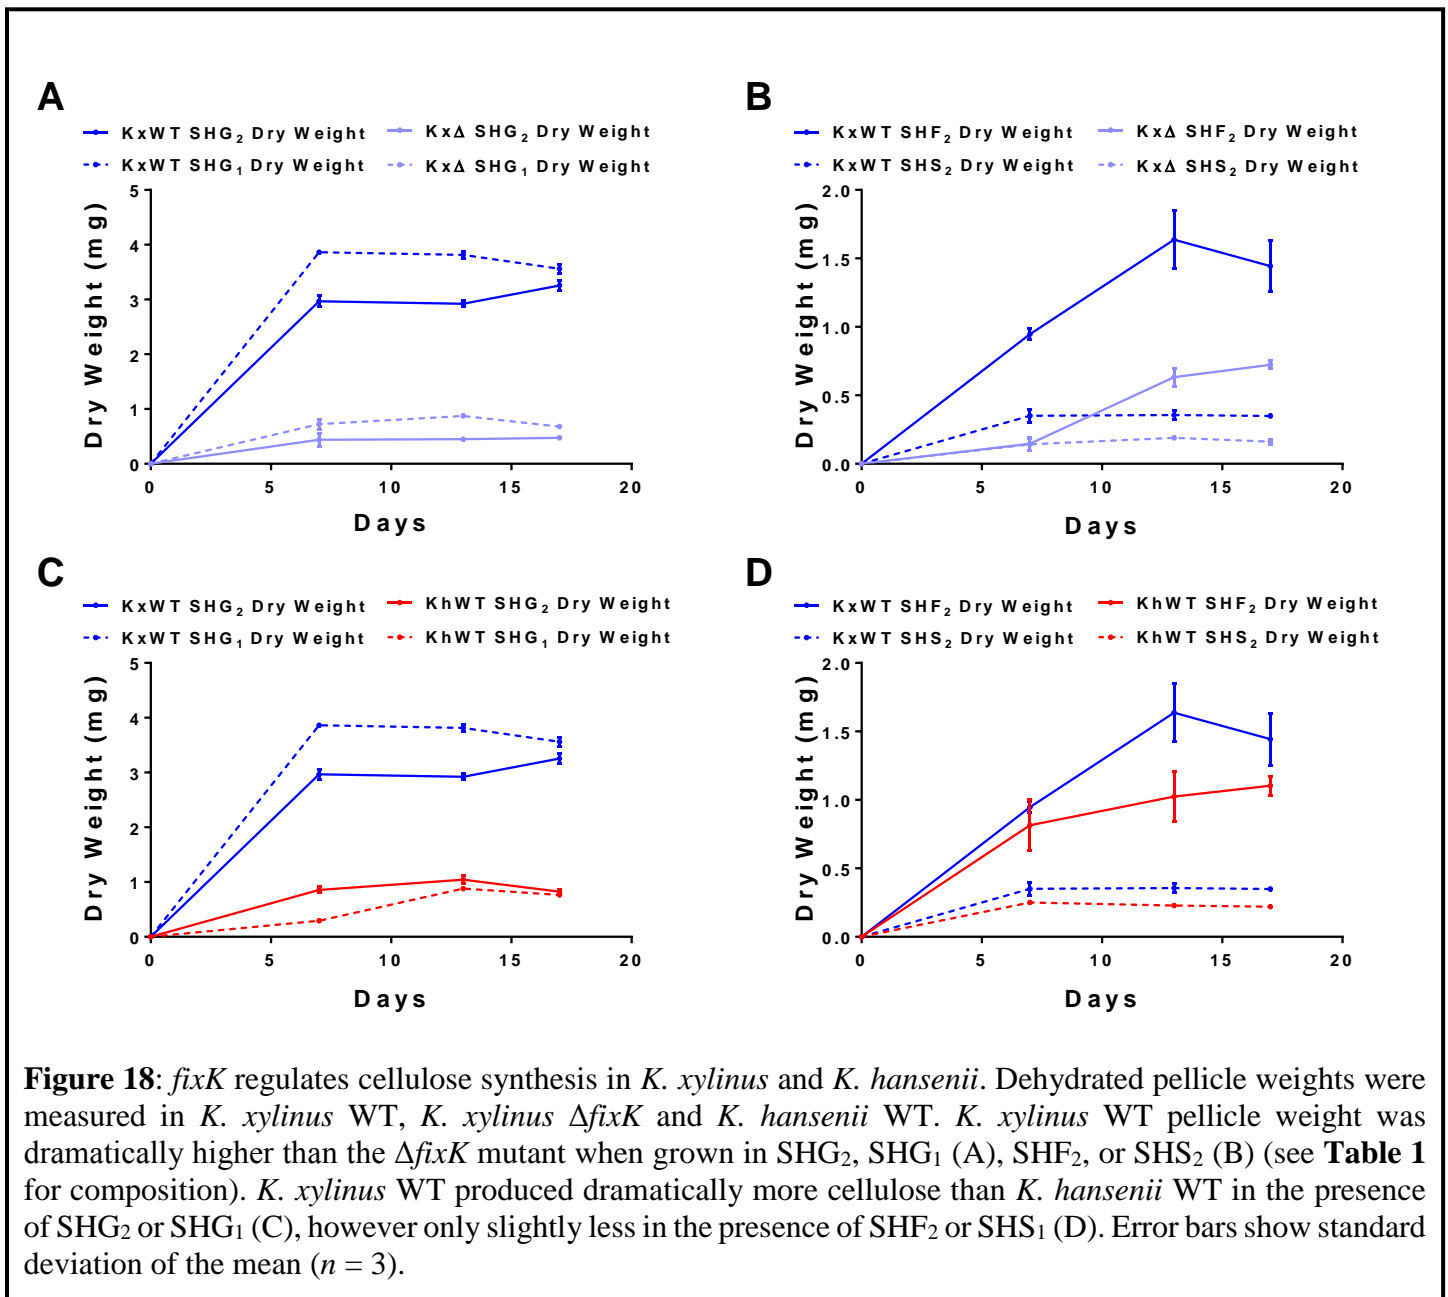 A
KxWT SHG₂ Dry Weight KxΔ SHG₂ Dry Weight
KxWT SHG₁ Dry Weight KxΔ SHG₁ Dry Weight
5
4
3
2
1
0
Dry Weight (mg)
0 5 10 15 20
Days
B
KxWT SHF₂ Dry Weight KxΔ SHF₂ Dry Weight
KxWT SHS₂ Dry Weight KxΔ SHS₂ Dry Weight
2.0
1.5
1.0
0.5
0.0
Dry Weight (mg)
0 5 10 15 20
Days
C
KxWT SHG₂ Dry Weight KhWT SHG₂ Dry Weight
KxWT SHG₁ Dry Weight KhWT SHG₁ Dry Weight
5
4
3
2
1
0
Dry Weight (mg)
0 5 10 15 20
Days
D
KxWT SHF₂ Dry Weight KhWT SHF₂ Dry Weight
KxWT SHS₂ Dry Weight KhWT SHS₂ Dry Weight
2.0
1.5
1.0
0.5
0.0
Dry Weight (mg)
0 5 10 15 20
Days
Figure 18: fixK regulates cellulose synthesis in K. xylinus and K. hansenii. Dehydrated pellicle weights were
measured in K. xylinus WT, K. xylinus ΔfixK and K. hansenii WT. K. xylinus WT pellicle weight was
dramatically higher than the ΔfixK mutant when grown in SHG₂, SHG₁ (A), SHF₂, or SHS₂ (B) (see Table 1
for composition). K. xylinus WT produced dramatically more cellulose than K. hansenii WT in the presence
of SHG₂ or SHG₁ (C), however only slightly less in the presence of SHF₂ or SHS₁ (D). Error bars show standard
deviation of the mean (n = 3).